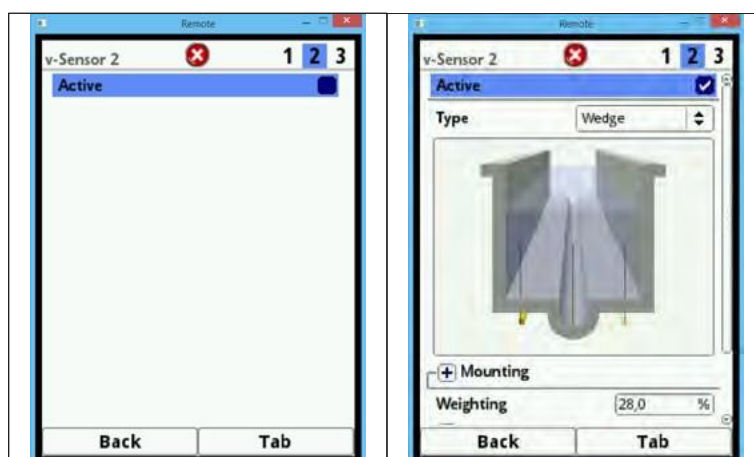 Remote
v-Sensor 2 1 2 3
Active
Back Tab
Remote
v-Sensor 2 1 2 3
Active
Type Wedge
Mounting
Weighting 28,0 %
Back Tab